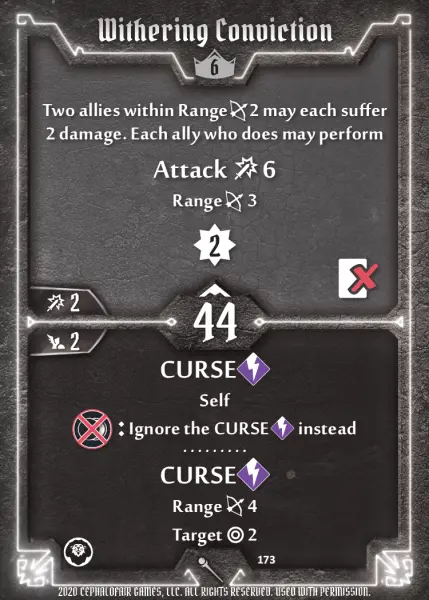 Withering Conviction
6
Two allies within Range 2 may each suffer
2 damage. Each ally who does may perform
Attack 6
Range 3
2
2
44
2
CURSE
Self
: Ignore the CURSE instead
.........
CURSE
Range 4
Target 2
173
2020 CEPHALOFAIR GAMES, LLC. ALL RIGHTS RESERVED. USED WITH PERMISSION.